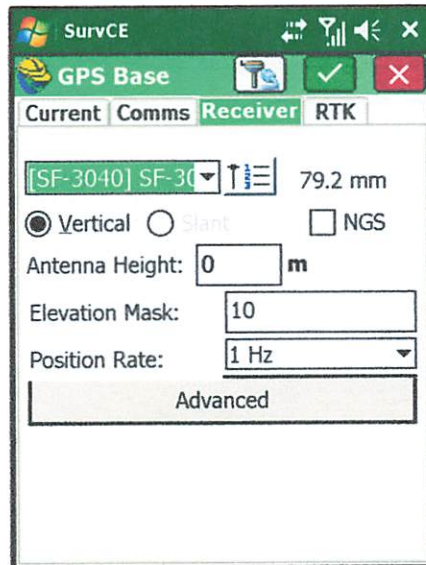 SurvCE
GPS Base
Current Comms Receiver RTK
[SF-3040] SF-30 79.2 mm
Vertical Slant NGS
Antenna Height: 0 m
Elevation Mask: 10
Position Rate: 1 Hz
Advanced